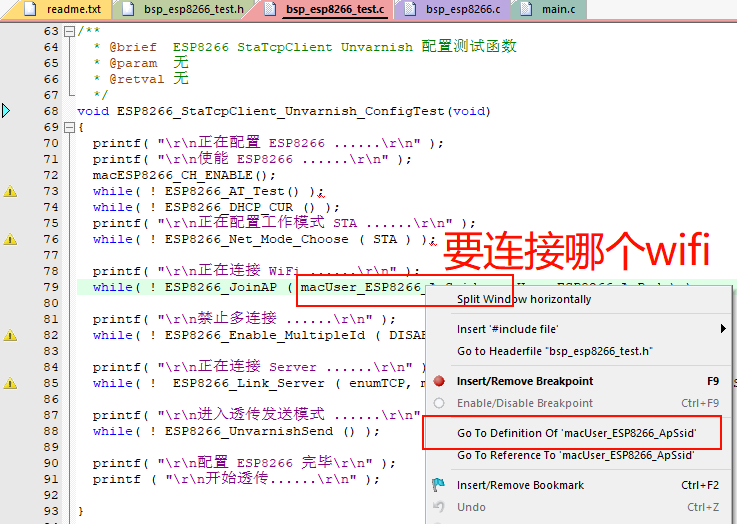 readme.txt bsp_esp8266_test.h bsp_esp8266_test.c bsp_esp8266.c main.c
63 /**
64 * @brief ESP8266 StaTcpClient Unvarnish 配置测试函数
65 * @param 无
66 * @retval 无
67 */
68 void ESP8266_StaTcpClient_Unvarnish_ConfigTest(void)
69 {
70 printf( "\r\n正在配置 ESP8266 ......\r\n" );
71 printf( "\r\n使能 ESP8266 ......\r\n" );
72 macESP8266_CH_ENABLE();
73 while( ! ESP8266_AT_Test() );
74 while( ! ESP8266_DHCP_CUR () );
75 printf( "\r\n正在配置工作模式 STA ......\r\n" );
76 while( ! ESP8266_Net_Mode_Choose ( STA ) );
要连接哪个wifi
77
78 printf( "\r\n正在连接 WiFi ......\r\n" );
79 while( ! ESP8266_JoinAP ( macUser_ESP8266_
Split Window horizontally
80
81 printf( "\r\n禁止多连接 ......\r\n" );
Insert '#include file'
82 while( ! ESP8266_Enable_MultipleId ( DISAB
Go to Headerfile "bsp_esp8266_test.h"
83
84 printf( "\r\n正在连接 Server ......\r\n" )
Insert/Remove Breakpoint F9
85 while( ! ESP8266_Link_Server ( enumTCP, m
Enable/Disable Breakpoint Ctrl+F9
86
87 printf( "\r\n进入透传发送模式 ......\r\n"
88 while( ! ESP8266_UnvarnishSend () );
Go To Definition Of 'macUser_ESP8266_ApSsid'
89
Go To Reference To 'macUser_ESP8266_ApSsid'
90 printf( "\r\n配置 ESP8266 完毕\r\n" );
91 printf ( "\r\n开始透传......\r\n" );
Insert/Remove Bookmark Ctrl+F2
92
Undo Ctrl+Z
93 }